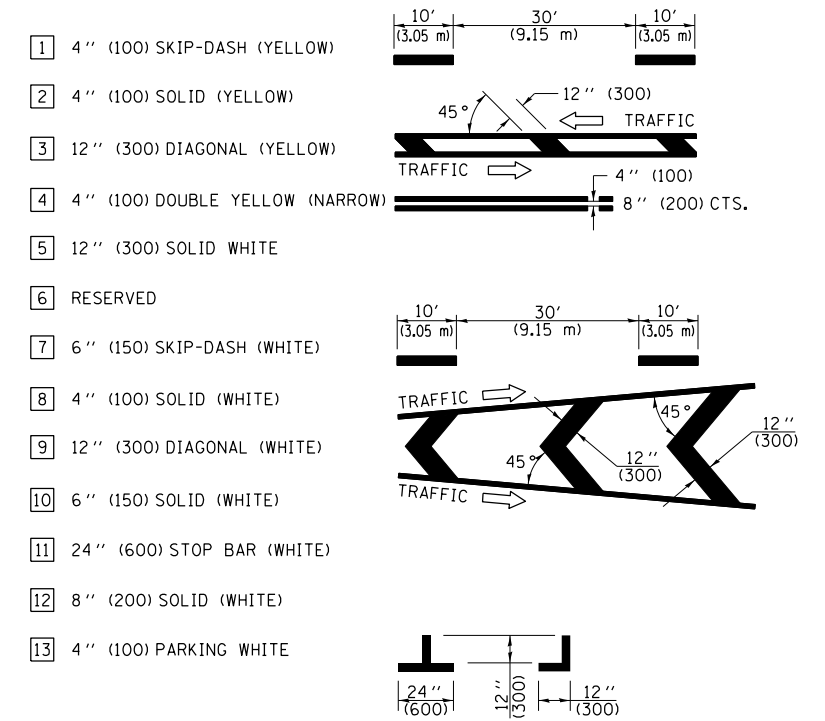 10' 30' 10'
(3.05 m) (9.15 m) (3.05 m)
1 4'' (100) SKIP-DASH (YELLOW)
2 4'' (100) SOLID (YELLOW)
45° 12'' (300)
TRAFFIC
3 12'' (300) DIAGONAL (YELLOW)
TRAFFIC
4'' (100)
4 4'' (100) DOUBLE YELLOW (NARROW)
8'' (200) CTS.
5 12'' (300) SOLID WHITE
6 RESERVED
10' 30' 10'
(3.05 m) (9.15 m) (3.05 m)
7 6'' (150) SKIP-DASH (WHITE)
8 4'' (100) SOLID (WHITE)
TRAFFIC
45°
12''
(300)
9 12'' (300) DIAGONAL (WHITE)
45°
12''
(300)
10 6'' (150) SOLID (WHITE)
TRAFFIC
11 24'' (600) STOP BAR (WHITE)
12 8'' (200) SOLID (WHITE)
13 4'' (100) PARKING WHITE
24''
(600)
12''
(300)
12''
(300)